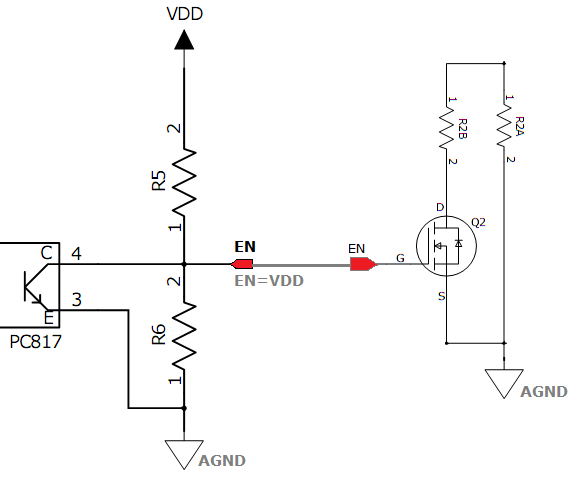 VDD
2
R5
1
C 4
3
E
PC817
EN
EN=VDD
2
R6
1
AGND
EN
G
D
S
Q2
1
R2B
2
1
R2A
2
AGND